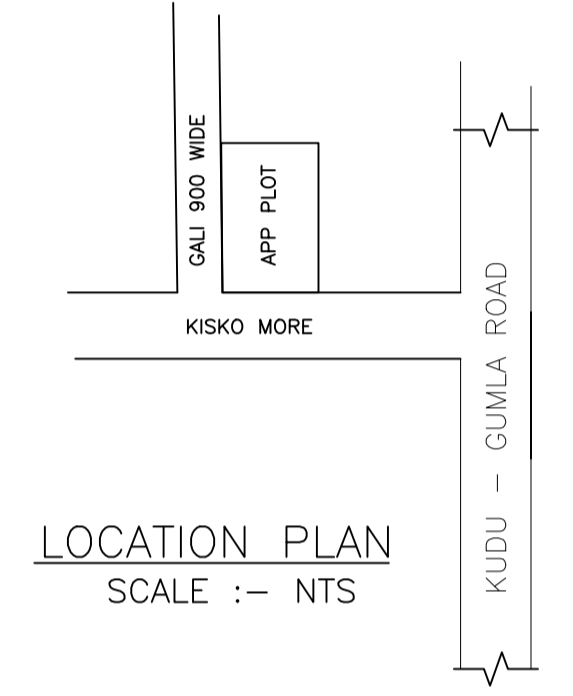 GALI 900 WIDE
APP PLOT
KISKO MORE
KUDU - GUMLA ROAD
LOCATION PLAN
SCALE :- NTS